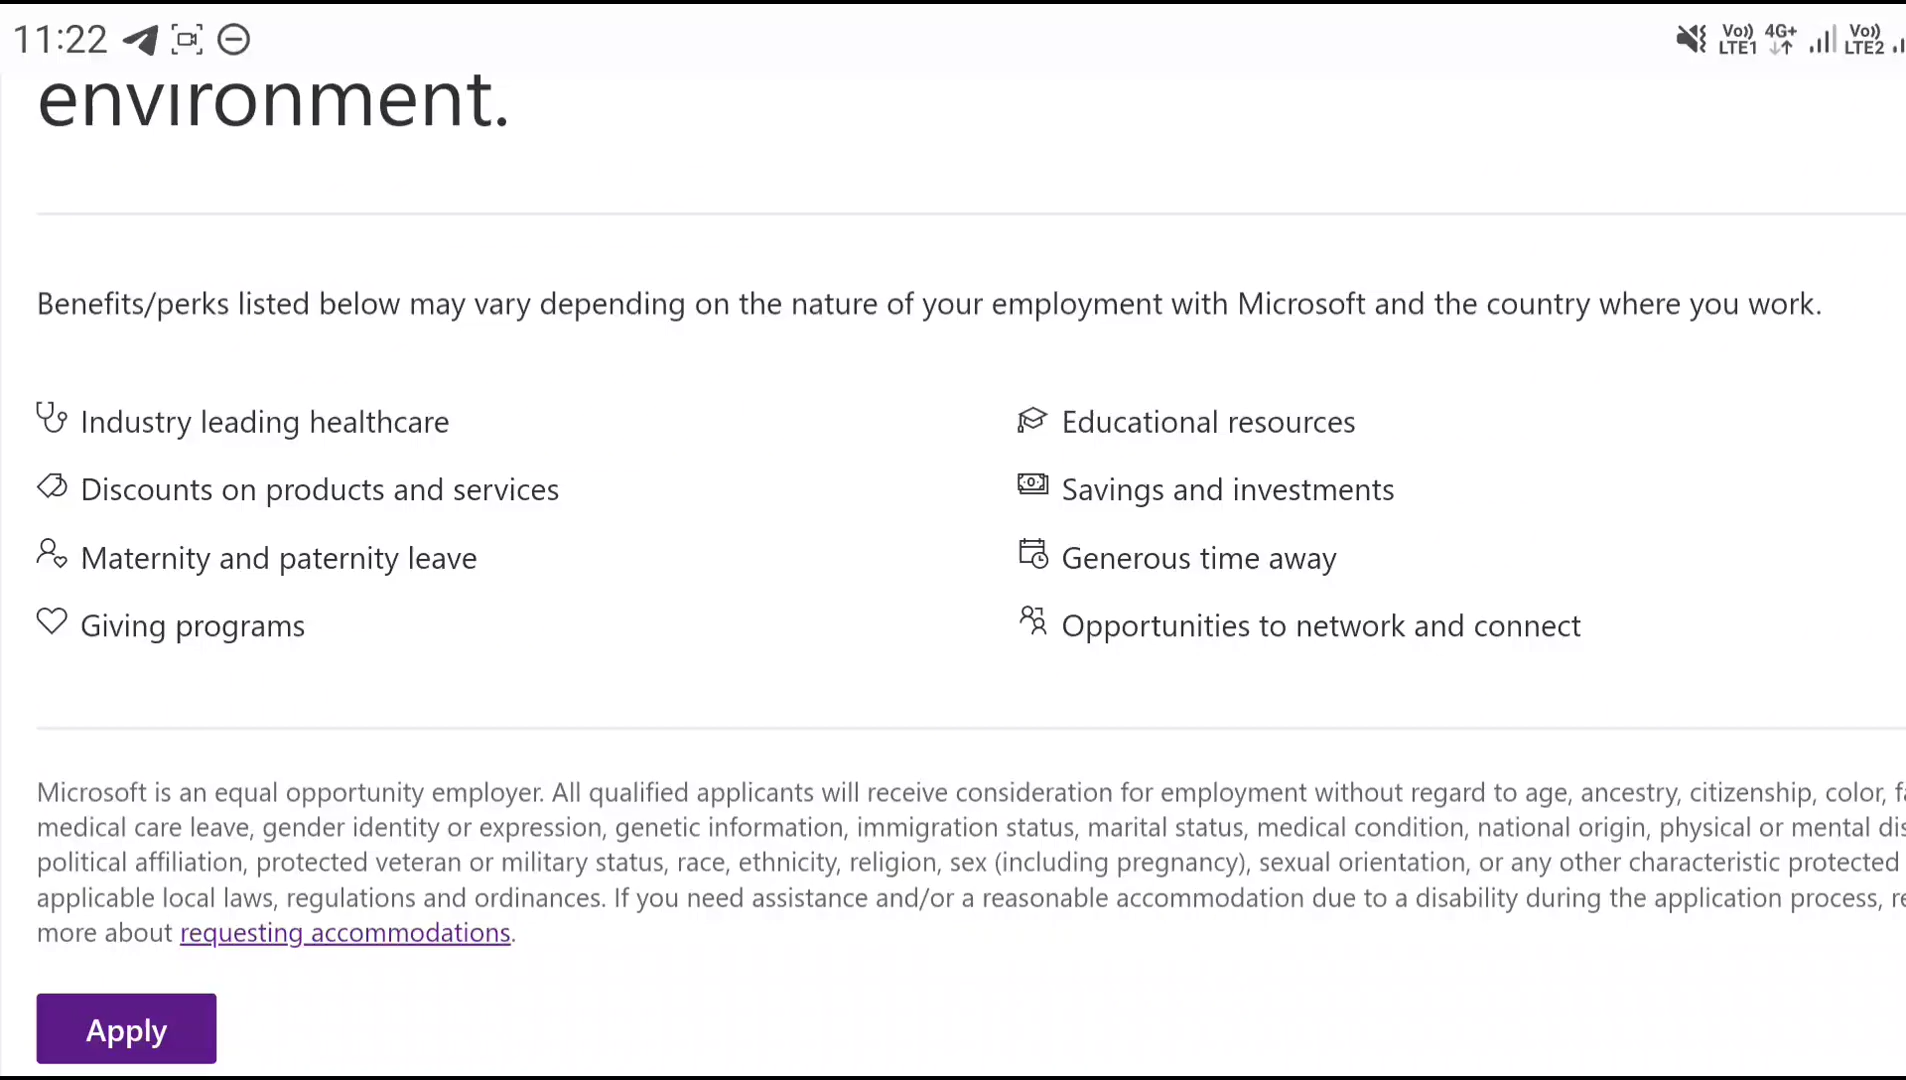 11:22
Vo)) LTE1 4G+ Vo)) LTE2
environment.
Benefits/perks listed below may vary depending on the nature of your employment with Microsoft and the country where you work.
Industry leading healthcare
Educational resources
Discounts on products and services
Savings and investments
Maternity and paternity leave
Generous time away
Giving programs
Opportunities to network and connect
Microsoft is an equal opportunity employer. All qualified applicants will receive consideration for employment without regard to age, ancestry, citizenship, color,
medical care leave, gender identity or expression, genetic information, immigration status, marital status, medical condition, national origin, physical or mental
political affiliation, protected veteran or military status, race, ethnicity, religion, sex (including pregnancy), sexual orientation, or any other characteristic protected
applicable local laws, regulations and ordinances. If you need assistance and/or a reasonable accommodation due to a disability during the application process,
more about requesting accommodations.
Apply